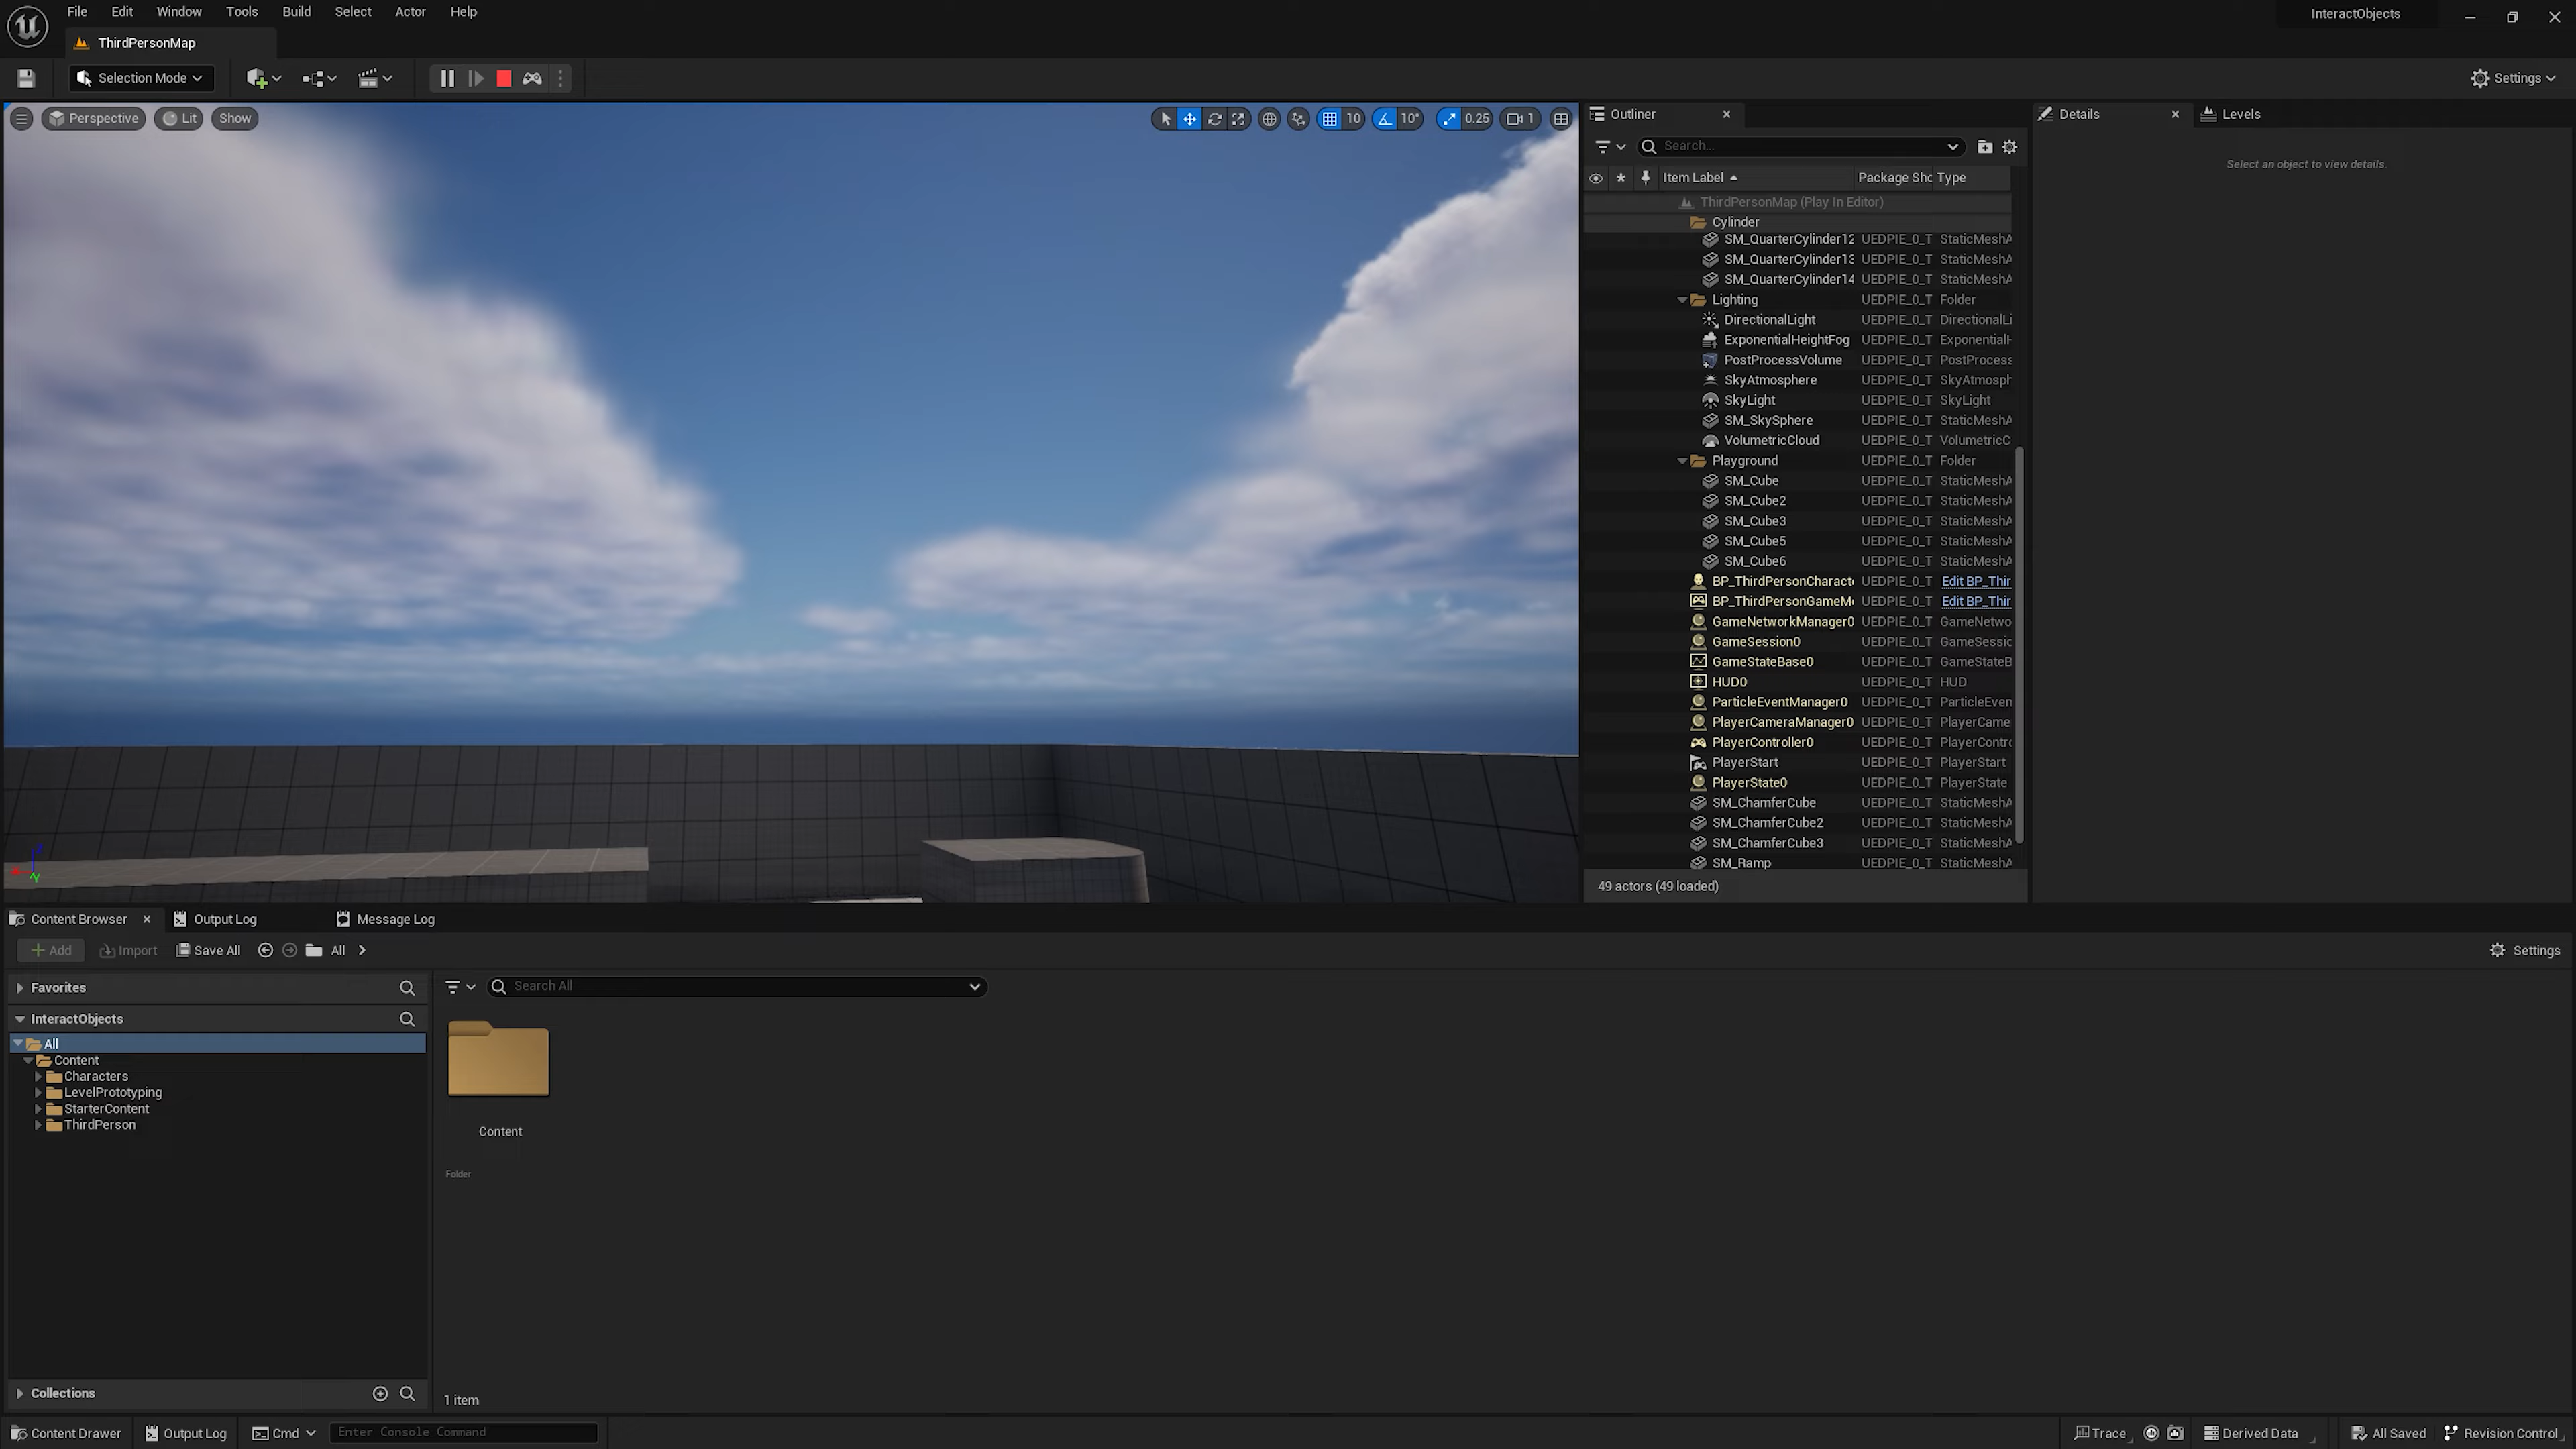 File Edit Window Tools Build Select Actor Help
InteractObjects
ThirdPersonMap
Selection Mode
Settings
Perspective Lit Show
10 10° 0.25 1
Outliner
Search...
Item Label Package Sho Type
ThirdPersonMap (Play In Editor)
Cylinder
SM_QuarterCylinder12 UEDPIE_0_T StaticMeshA
SM_QuarterCylinder13 UEDPIE_0_T StaticMeshA
SM_QuarterCylinder14 UEDPIE_0_T StaticMeshA
Lighting UEDPIE_0_T Folder
DirectionalLight UEDPIE_0_T DirectionalLi
ExponentialHeightFog UEDPIE_0_T ExponentialH
PostProcessVolume UEDPIE_0_T PostProcess
SkyAtmosphere UEDPIE_0_T SkyAtmosph
SkyLight UEDPIE_0_T SkyLight
SM_SkySphere UEDPIE_0_T StaticMeshA
VolumetricCloud UEDPIE_0_T VolumetricC
Playground UEDPIE_0_T Folder
SM_Cube UEDPIE_0_T StaticMeshA
SM_Cube2 UEDPIE_0_T StaticMeshA
SM_Cube3 UEDPIE_0_T StaticMeshA
SM_Cube5 UEDPIE_0_T StaticMeshA
SM_Cube6 UEDPIE_0_T StaticMeshA
BP_ThirdPersonCharacte UEDPIE_0_T Edit BP_Thir
BP_ThirdPersonGameMo UEDPIE_0_T Edit BP_Thir
GameNetworkManager0 UEDPIE_0_T GameNetwo
GameSession0 UEDPIE_0_T GameSessic
GameStateBase0 UEDPIE_0_T GameStateB
HUD0 UEDPIE_0_T HUD
ParticleEventManager0 UEDPIE_0_T ParticleEven
PlayerCameraManager0 UEDPIE_0_T PlayerCame
PlayerController0 UEDPIE_0_T PlayerContro
PlayerStart UEDPIE_0_T PlayerStart
PlayerState0 UEDPIE_0_T PlayerState
SM_ChamferCube UEDPIE_0_T StaticMeshA
SM_ChamferCube2 UEDPIE_0_T StaticMeshA
SM_ChamferCube3 UEDPIE_0_T StaticMeshA
SM_Ramp UEDPIE_0_T StaticMeshA
49 actors (49 loaded)
Details Levels
Select an object to view details.
Content Browser Output Log Message Log
Add Import Save All All
Settings
Favorites
InteractObjects
All
Content
Characters
LevelPrototyping
StarterContent
ThirdPerson
Collections
Search All
Content
Folder
1 item
Content Drawer Output Log Cmd Enter Console Command
Trace Derived Data All Saved Revision Control